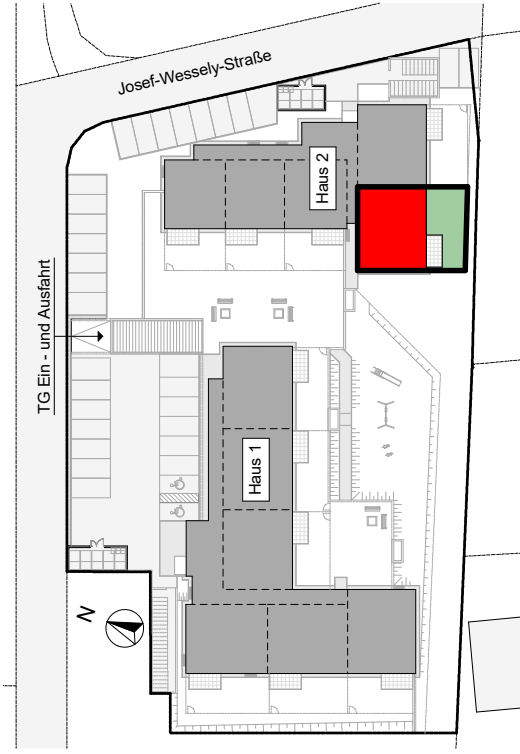 Josef-Wessely-Straße
Haus 2
TG Ein - und Ausfahrt
Haus 1
N